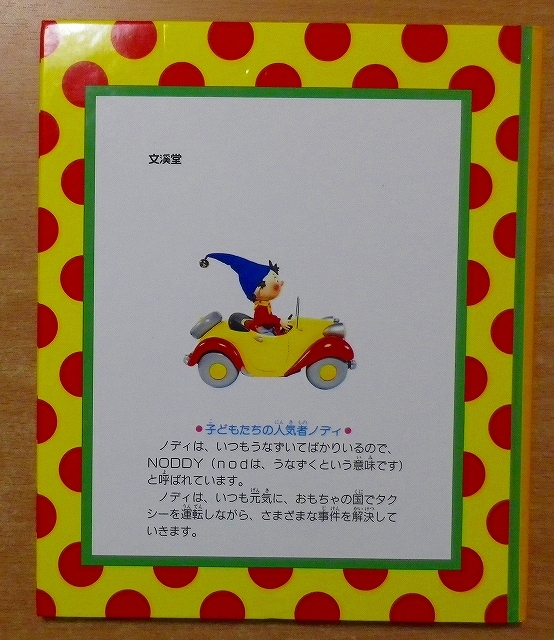 文溪堂
●子どもたちの人気者ノディ●
ノディは、いつもうなずいてばかりいるので、
NODDY(nodは、うなずくという意味です)
と呼ばれています。
ノディは、いつも元気に、おもちゃの国でタク
シーを運転しながら、さまざまな事件を解決して
いきます。